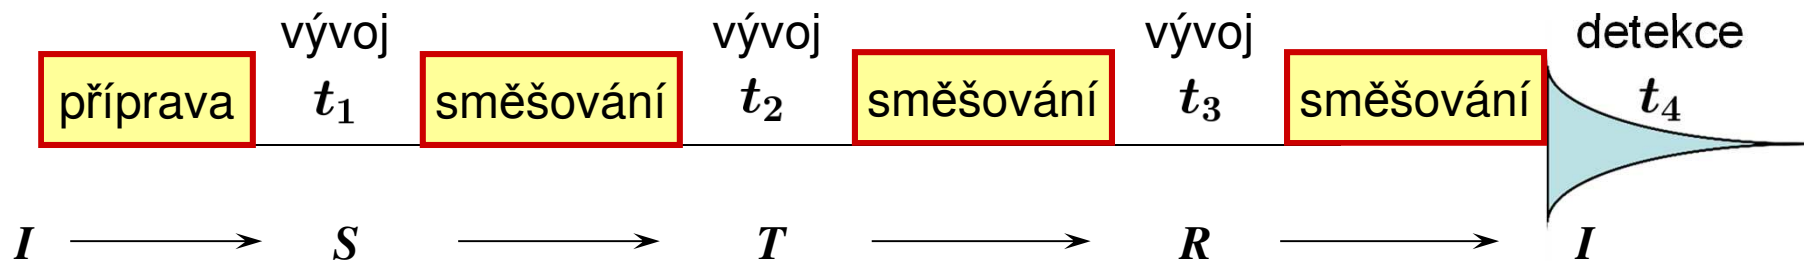 vývoj vývoj vývoj detekce
příprava t₁ směšování t₂ směšování t₃ směšování t₄
I S T R I